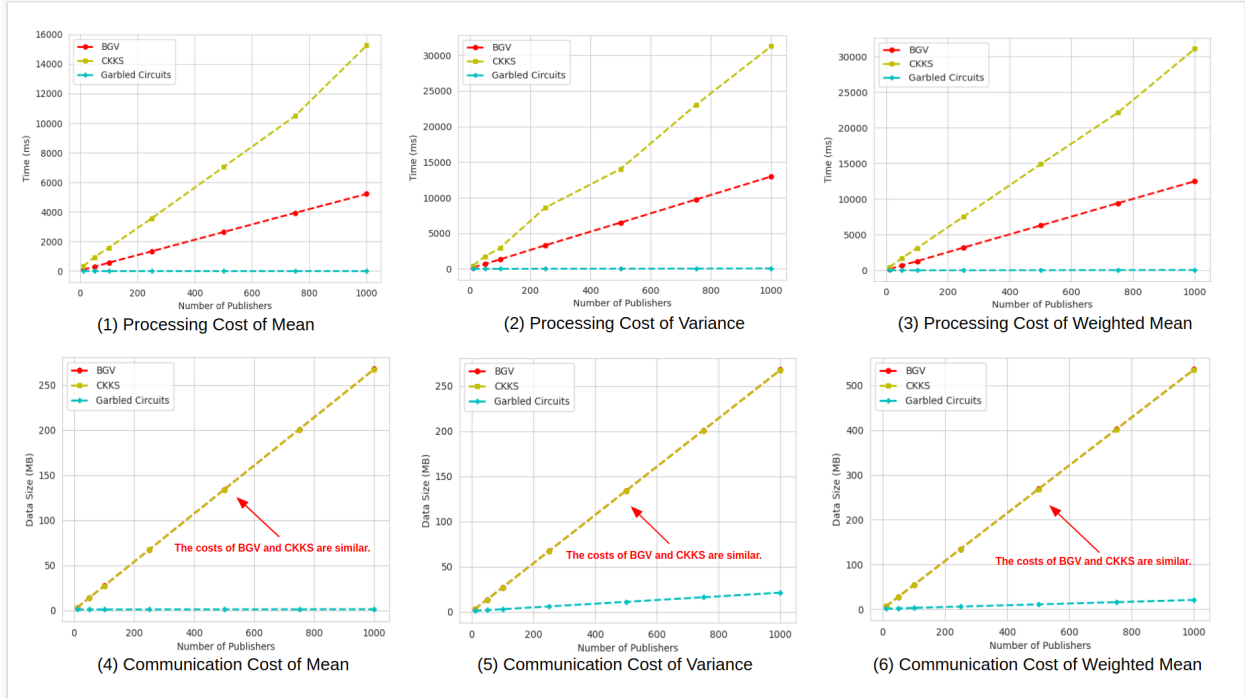 16000
14000
12000
10000
8000
6000
4000
2000
0
Time (ms)
BGV
CKKS
Garbled Circuits
0 200 400 600 800 1000
Number of Publishers
(1) Processing Cost of Mean
30000
25000
20000
15000
10000
5000
0
Time (ms)
BGV
CKKS
Garbled Circuits
0 200 400 600 800 1000
Number of Publishers
(2) Processing Cost of Variance
30000
25000
20000
15000
10000
5000
0
Time (ms)
BGV
CKKS
Garbled Circuits
0 200 400 600 800 1000
Number of Publishers
(3) Processing Cost of Weighted Mean
250
200
150
100
50
0
Data Size (MB)
BGV
CKKS
Garbled Circuits
The costs of BGV and CKKS are similar.
0 200 400 600 800 1000
Number of Publishers
(4) Communication Cost of Mean
250
200
150
100
50
0
Data Size (MB)
BGV
CKKS
Garbled Circuits
The costs of BGV and CKKS are similar.
0 200 400 600 800 1000
Number of Publishers
(5) Communication Cost of Variance
500
400
300
200
100
0
Data Size (MB)
BGV
CKKS
Garbled Circuits
The costs of BGV and CKKS are similar.
0 200 400 600 800 1000
Number of Publishers
(6) Communication Cost of Weighted Mean